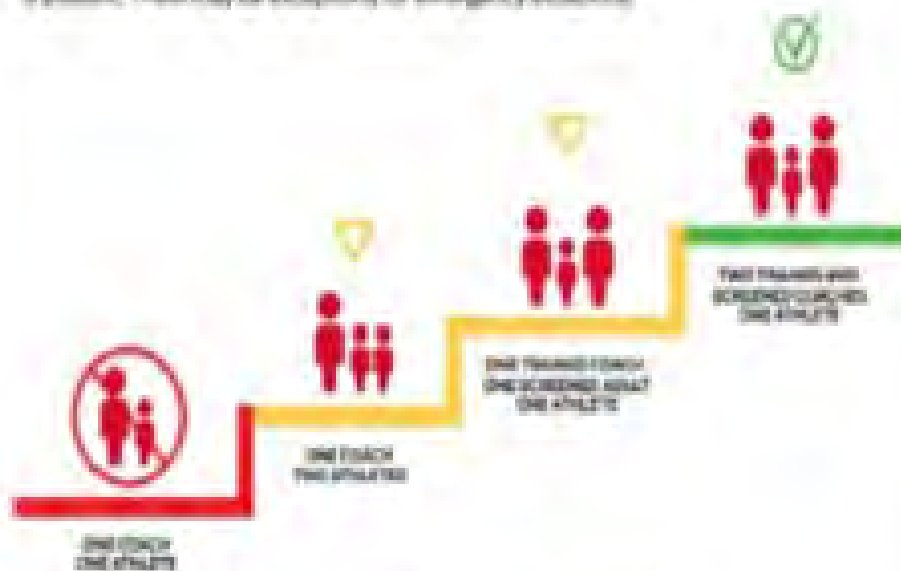 ONE COACH
ONE ATHLETE
ONE COACH
TWO ATHLETES
ONE TRAINED COACH
ONE SCREENED ADULT
ONE ATHLETE
TWO TRAINED AND
SCREENED COACHES
ONE ATHLETE